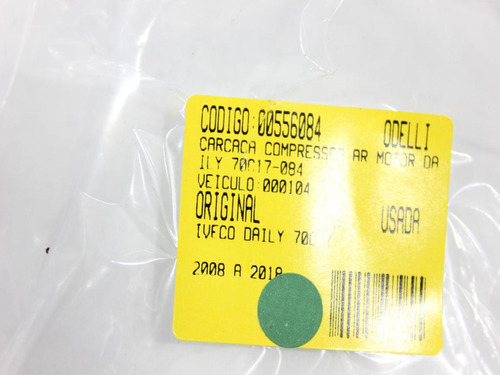 CODIGO:00556084 ODELLI
CARCACA COMPRESSOR AR MOTOR DA
ILY 70C17-084
VEICULO:000104
ORIGINAL USADA
IVECO DAILY
2008 A 2018